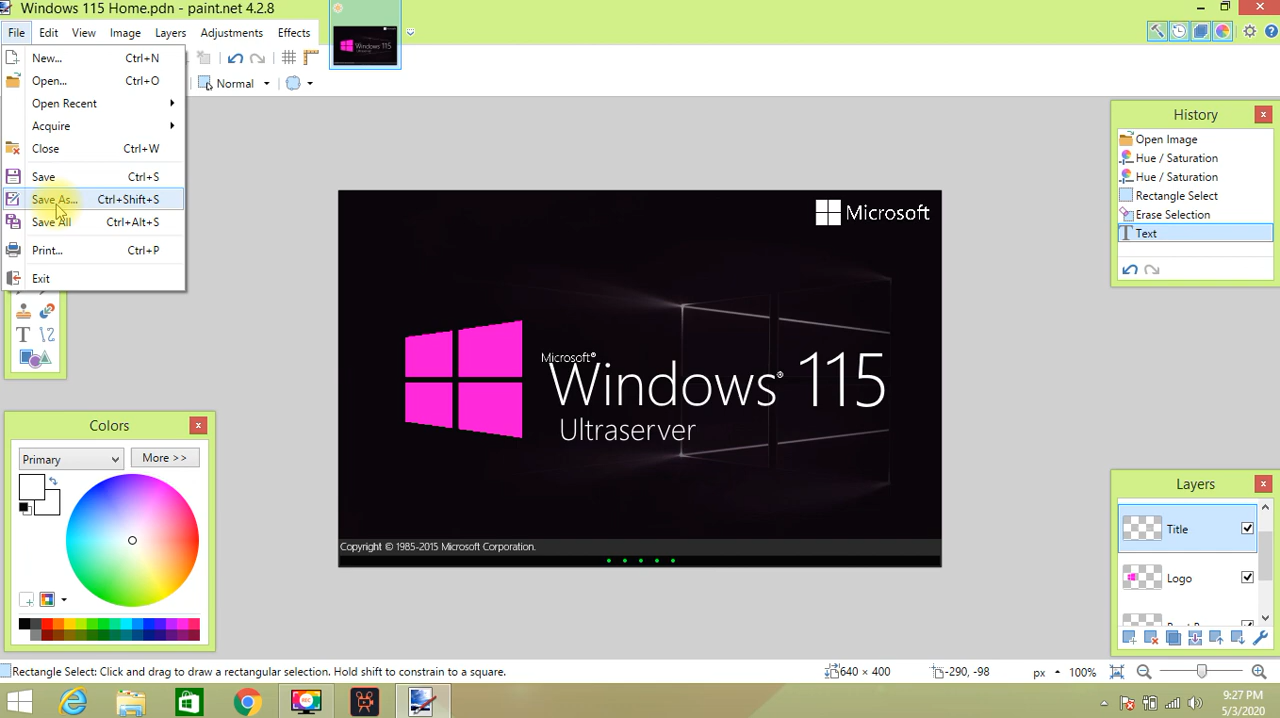 Windows 115 Home.pdn - paint.net 4.2.8
File Edit View Image Layers Adjustments Effects
New... Ctrl+N
Open... Ctrl+O
Open Recent
Acquire
Close Ctrl+W
Save Ctrl+S
Save As... Ctrl+Shift+S
Save All Ctrl+Alt+S
Print... Ctrl+P
Exit
Normal
Microsoft
Microsoft®
Windows® 115
Ultraserver
Copyright © 1985-2015 Microsoft Corporation.
History
Open Image
Hue / Saturation
Hue / Saturation
Rectangle Select
Erase Selection
Text
Colors
Primary More >>
Layers
Title
Logo
Rectangle Select: Click and drag to draw a rectangular selection. Hold shift to constrain to a square.
640 × 400 -290, -98 px 100%
REC
9:27 PM
5/3/2020